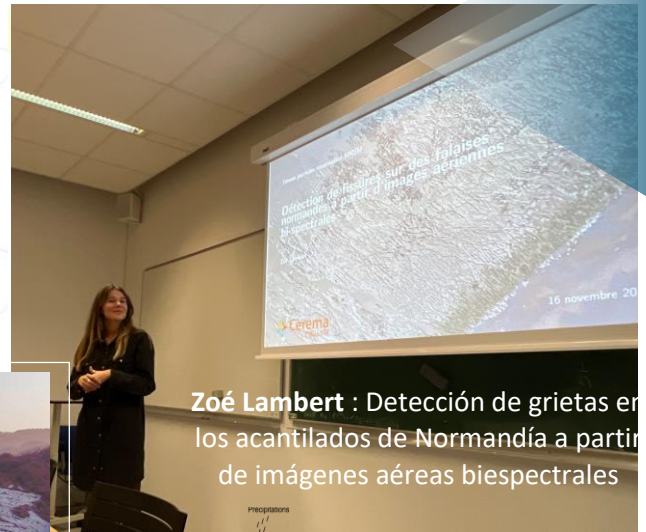 Détection de fissures sur des falaises
normandes à partir d'images aériennes
bi-spectrales
16 novembre 20
Cerema
Zoé Lambert : Detección de grietas en
los acantilados de Normandía a partir
de imágenes aéreas biespectrales
Precipitations